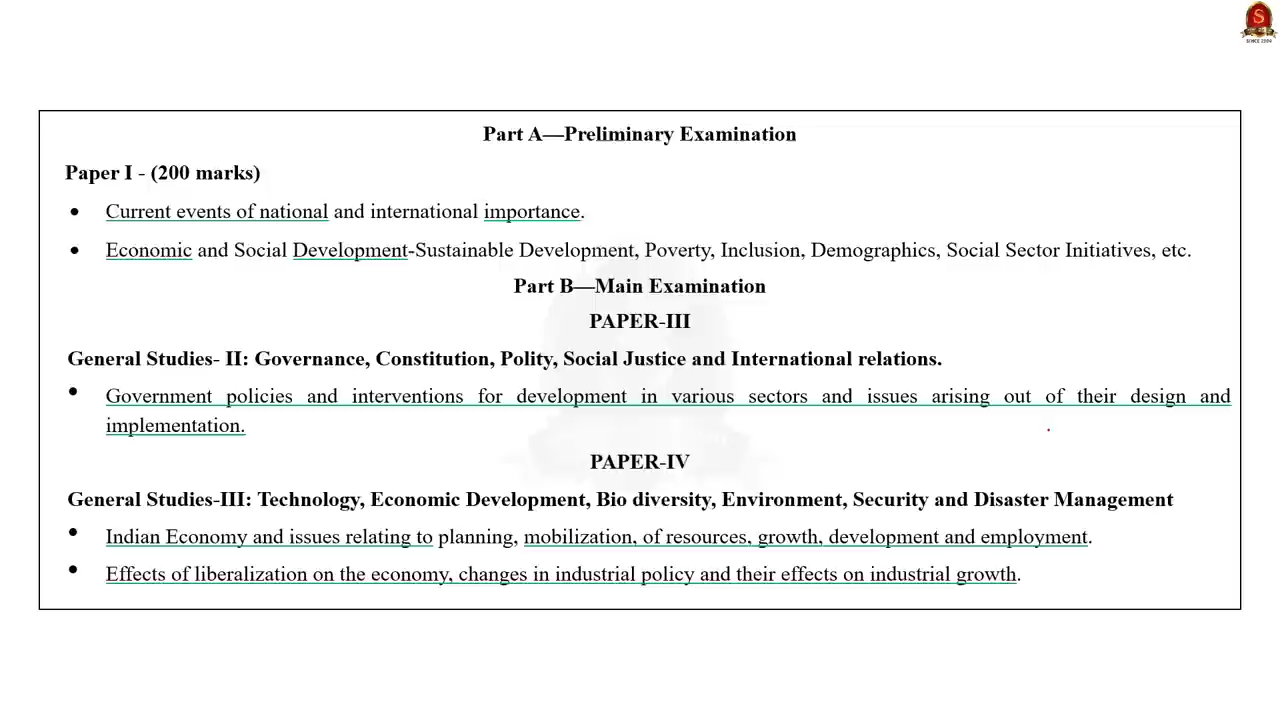 S
SINCE 2004
Part A—Preliminary Examination
Paper I - (200 marks)
• Current events of national and international importance.
• Economic and Social Development-Sustainable Development, Poverty, Inclusion, Demographics, Social Sector Initiatives, etc.
Part B—Main Examination
PAPER-III
General Studies- II: Governance, Constitution, Polity, Social Justice and International relations.
• Government policies and interventions for development in various sectors and issues arising out of their design and
implementation.
PAPER-IV
General Studies-III: Technology, Economic Development, Bio diversity, Environment, Security and Disaster Management
• Indian Economy and issues relating to planning, mobilization, of resources, growth, development and employment.
• Effects of liberalization on the economy, changes in industrial policy and their effects on industrial growth.